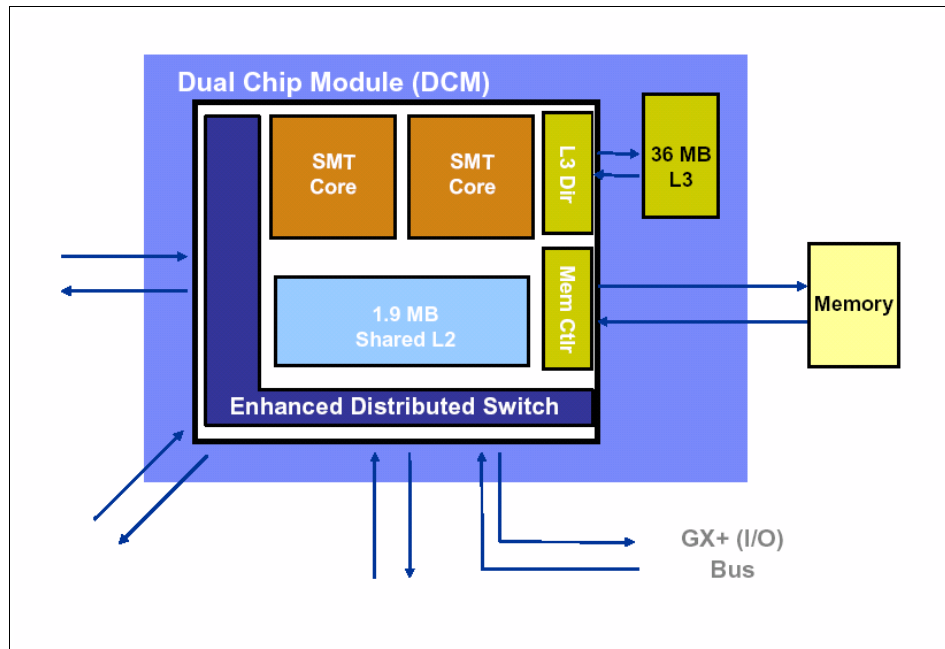 Dual Chip Module (DCM)
SMT
Core
SMT
Core
L3 Dir
36 MB
L3
1.9 MB
Shared L2
Mem Ctlr
Memory
Enhanced Distributed Switch
GX+ (I/O)
Bus